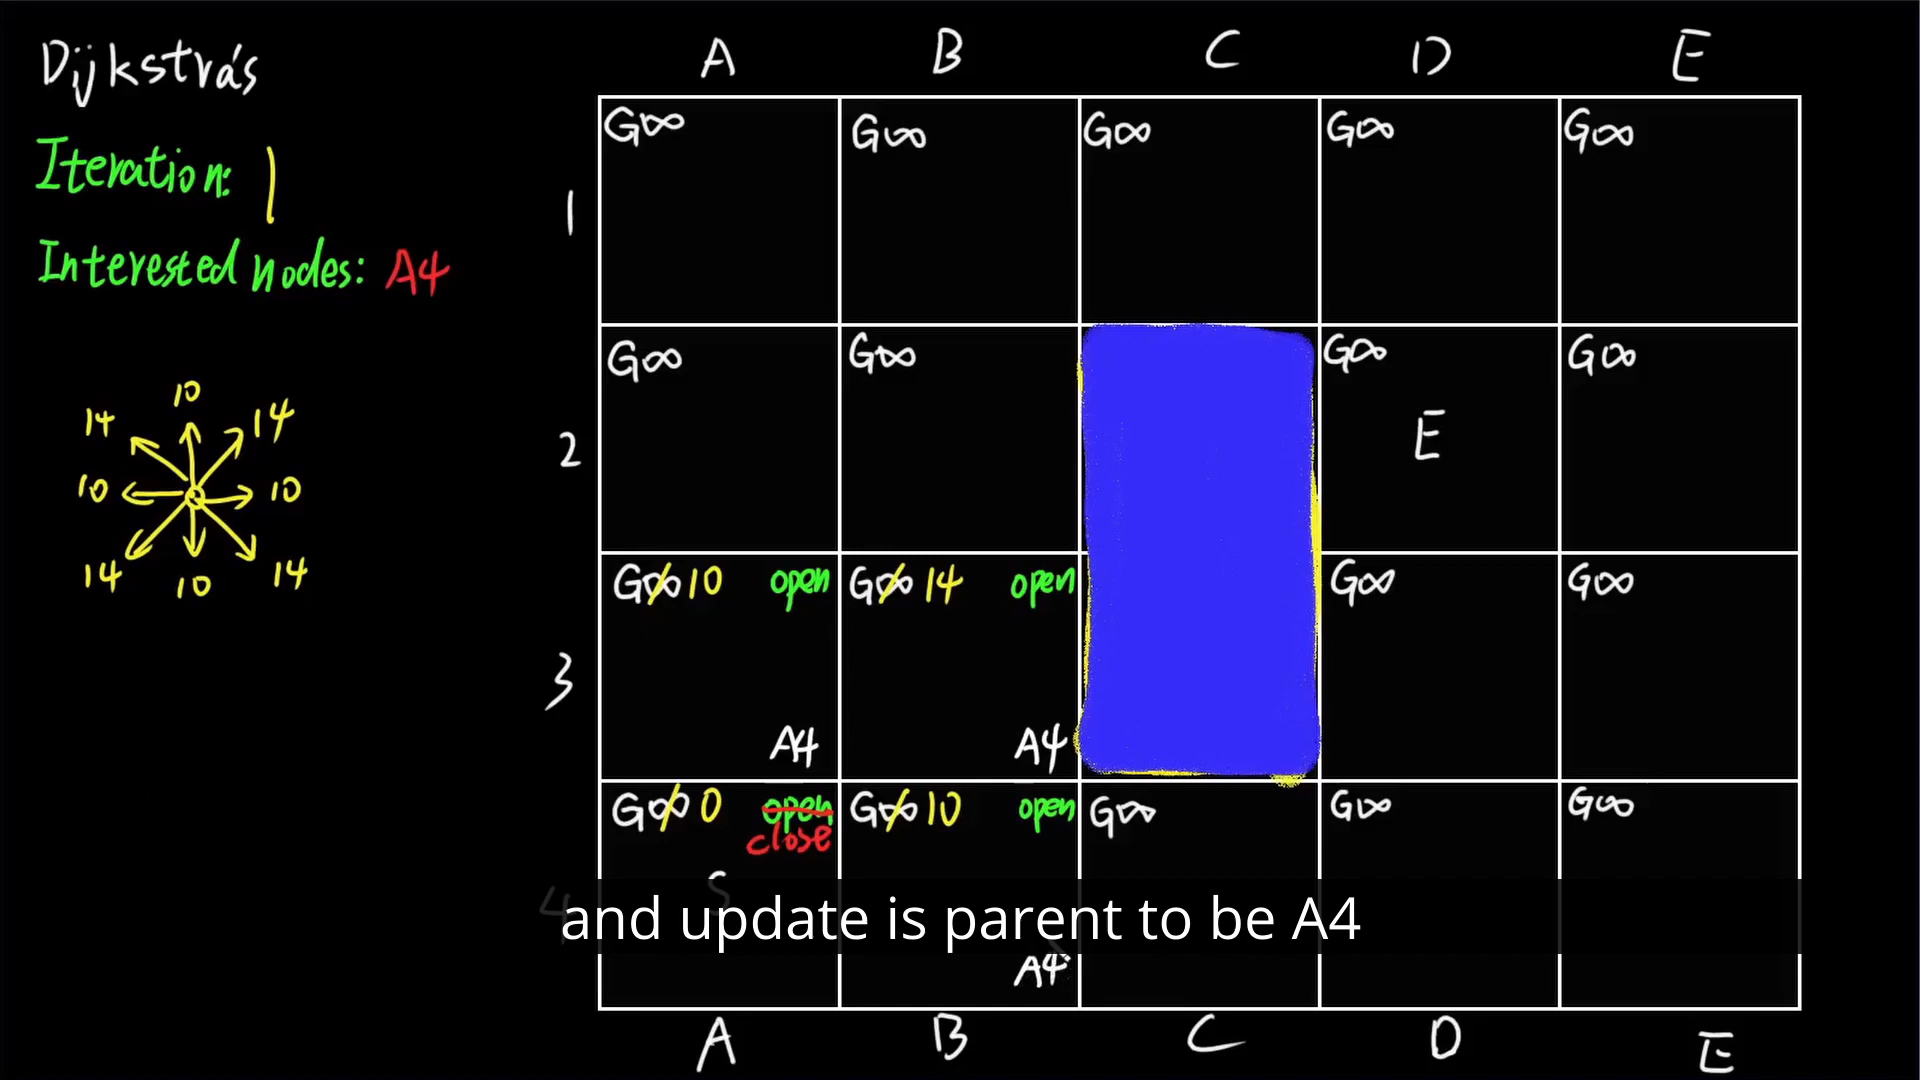 Dijkstra's
Iteration: 1
Interested nodes: A4
10
14 14
10 10
14 10 14
A B C D E
1 G∞ G∞ G∞ G∞ G∞
2 G∞ G∞ G∞ G∞
E
3 G∞ 10 open G∞ 14 open G∞ G∞
A4 A4
4 G∞ 0 open G∞ 10 open G∞ G∞ G∞
close
S
and update is parent to be A4
A4
A B C D E